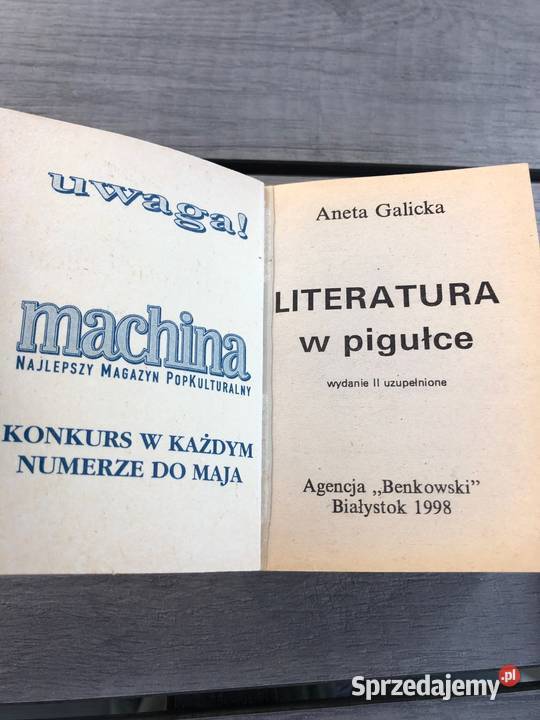 uwaga!
machina
NAJLEPSZY MAGAZYN POPKULTURALNY
KONKURS W KAŻDYM
NUMERZE DO MAJA
Aneta Galicka
LITERATURA
w pigułce
wydanie II uzupełnione
Agencja „Benkowski”
Białystok 1998
Sprzedajemy.pl